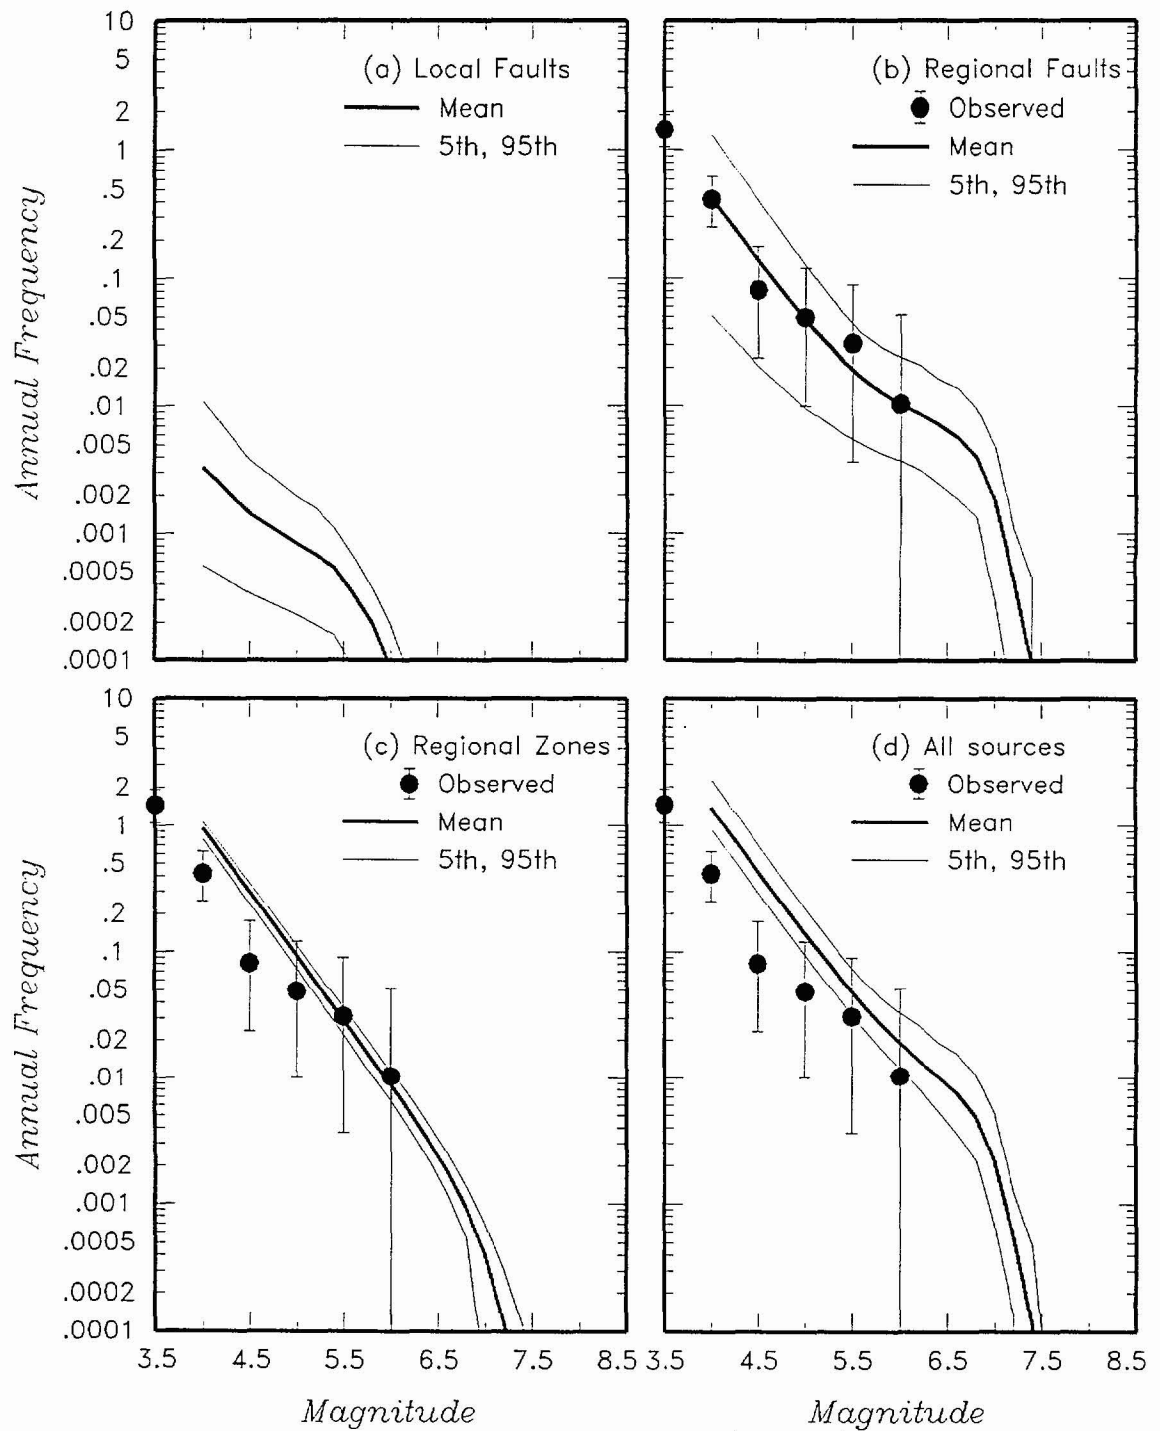 10
5
2
1
.5
.2
.1
.05
.02
.01
.005
.002
.001
.0005
.0002
.0001
Annual Frequency
(a) Local Faults
Mean
5th, 95th
(b) Regional Faults
Observed
Mean
5th, 95th
10
5
2
1
.5
.2
.1
.05
.02
.01
.005
.002
.001
.0005
.0002
.0001
Annual Frequency
(c) Regional Zones
Observed
Mean
5th, 95th
3.5 4.5 5.5 6.5 7.5 8.5
Magnitude
(d) All sources
Observed
Mean
5th, 95th
3.5 4.5 5.5 6.5 7.5 8.5
Magnitude